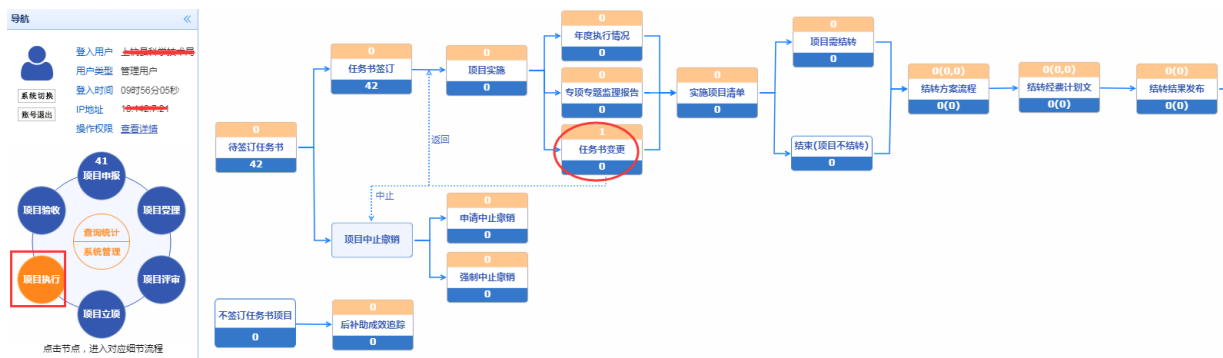 导航
«
登入用户
用户类型 管理用户
登入时间 09时56分05秒
IP地址
操作权限 查看详情
系统切换
账号退出
41
项目申报
项目验收
项目受理
查询统计
系统管理
项目执行
项目评审
项目立项
点击节点，进入对应细节流程
0
待签订任务书
42
0
任务书签订
42
0
项目实施
0
返回
中止
项目中止撤销
0
年度执行情况
0
0
专项专题监理报告
0
1
任务书变更
0
0
申请中止撤销
0
0
强制中止撤销
0
0
实施项目清单
0
0
项目需结转
0
结束(项目不结转)
0
0(0,0)
结转方案流程
0(0)
0(0,0)
结转经费计划文
0(0)
0(0)
结转结果发布
0(0)
不签订任务书项目
0
0
后补助成效追踪
0